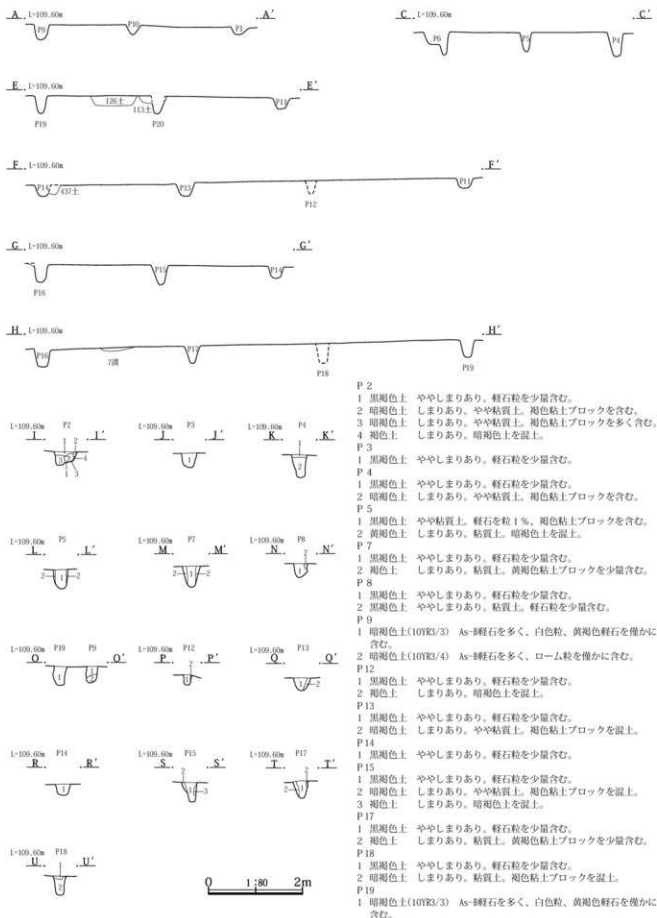 A L=109.60m A′
P9 P10 P1
C L=109.60m C′
P6 P5 P4
E L=109.60m E′
126土 113土 P11
P19 P20
F L=109.60m F′
P14 437土 P13 P11
P12
G L=109.60m G′
P15 P14
P16
H L=109.60m H′
P16 7溝 P17
P18 P19
L=109.60m P2
I I′
1 2
3 2 4
1 3
L=109.60m P3
J J′
1
L=109.60m P4
K K′
1
2
L=109.60m P5
L L′
2 1 2
L=109.60m P7
M M′
2 1 2
L=109.60m P8
N N′
1 2
L=109.60m P19 P9
O O′
1 1
L=109.60m P12
P P′
2
1
L=109.60m P13
Q Q′
1 2
L=109.60m P14
R R′
1
L=109.60m P15
S S′
2
1 3
L=109.60m P17
T T′
2
2 1
L=109.60m P18
U U′
1
2
0 1:80 2m
P 2
1 黒褐色土 ややしまりあり。軽石粒を少量含む。
2 暗褐色土 しまりあり。やや粘質土。褐色粘土ブロックを含む。
3 暗褐色土 しまりあり。やや粘質土。褐色粘土ブロックを多く含む。
4 褐色土 しまりあり。暗褐色土を混土。
P 3
1 黒褐色土 ややしまりあり。軽石粒を少量含む。
P 4
1 黒褐色土 ややしまりあり。軽石粒を少量含む。
2 暗褐色土 しまりあり。やや粘質土。褐色粘土ブロックを含む。
P 5
1 黒褐色土 やや粘質土。軽石を粒1%、褐色粘土ブロックを含む。
2 黄褐色土 しまりあり。粘質土。暗褐色土を混土。
P 7
1 黒褐色土 ややしまりあり。軽石粒を少量含む。
2 褐色土 しまりあり。粘質土。黄褐色粘土ブロックを少量含む。
P 8
1 黒褐色土 ややしまりあり。軽石粒を少量含む。
2 黒褐色土 ややしまりあり。粘質土。軽石粒を少量含む。
P 9
1 暗褐色土(10YR3/3) As-B軽石を多く、白色粒、黄褐色軽石を僅かに
含む。
2 暗褐色土(10YR3/4) As-B軽石を多く、ローム粒を僅かに含む。
P12
1 黒褐色土 ややしまりあり。軽石粒を少量含む。
2 褐色土 しまりあり。暗褐色土を混土。
P13
1 黒褐色土 ややしまりあり。軽石粒を少量含む。
2 暗褐色土 しまりあり。やや粘質土。褐色粘土ブロックを混土。
P14
1 黒褐色土 ややしまりあり。軽石粒を少量含む。
P15
1 黒褐色土 ややしまりあり。軽石粒を少量含む。
2 暗褐色土 しまりあり。やや粘質土。褐色粘土ブロックを混土。
3 褐色土 しまりあり。暗褐色土を混土。
P17
1 黒褐色土 ややしまりあり。軽石粒を少量含む。
2 褐色土 しまりあり。粘質土。黄褐色粘土ブロックを少量含む。
P18
1 黒褐色土 ややしまりあり。軽石粒を少量含む。
2 暗褐色土 しまりあり。粘質土。褐色粘土ブロックを混土。
P19
1 暗褐色土(10YR3/3) As-B軽石を多く、白色粒、黄褐色軽石を僅かに
含む。